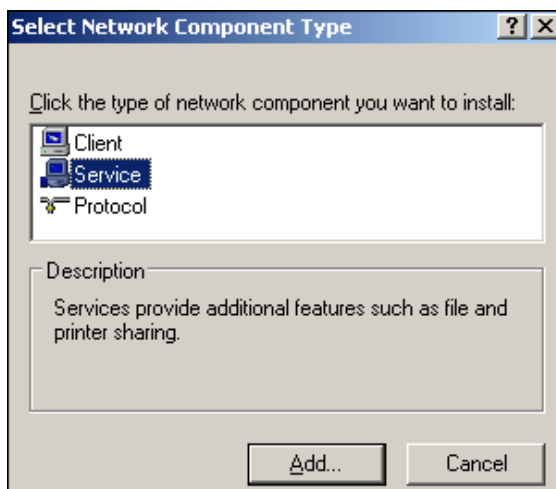 Select Network Component Type
Click the type of network component you want to install:
Client
Service
Protocol
Description
Services provide additional features such as file and
printer sharing.
Add... Cancel